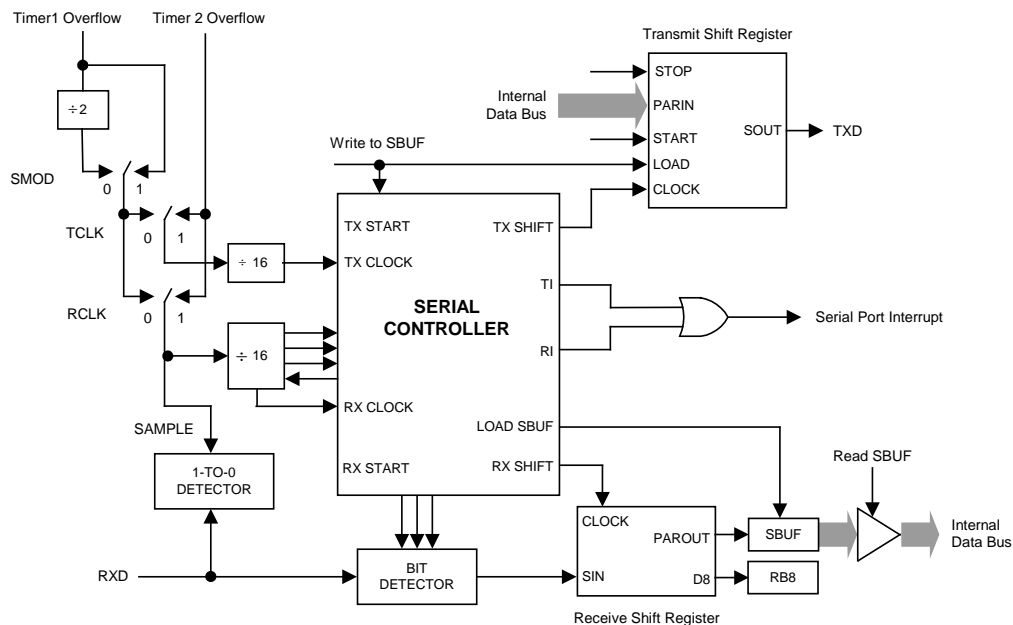 Timer1 Overflow
Timer 2 Overflow
÷2
SMOD
0
1
TCLK
0
1
RCLK
0
1
÷ 16
÷ 16
SAMPLE
1-TO-0
DETECTOR
RXD
Write to SBUF
TX START
TX CLOCK
SERIAL
CONTROLLER
RX CLOCK
RX START
TX SHIFT
TI
RI
LOAD SBUF
RX SHIFT
BIT
DETECTOR
Transmit Shift Register
Internal
Data Bus
STOP
PARIN
START
LOAD
CLOCK
SOUT
TXD
Serial Port Interrupt
CLOCK
PAROUT
SIN
D8
Receive Shift Register
SBUF
RB8
Read SBUF
Internal
Data Bus